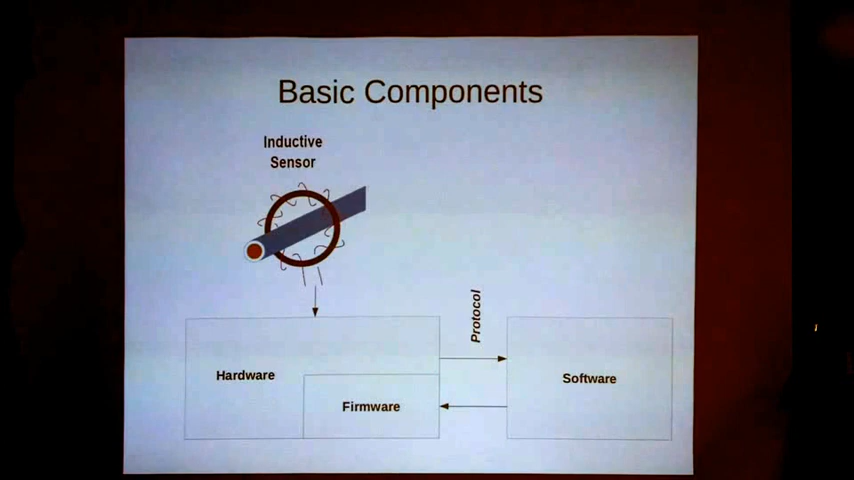 Basic Components
Inductive
Sensor
Protocol
Hardware
Software
Firmware